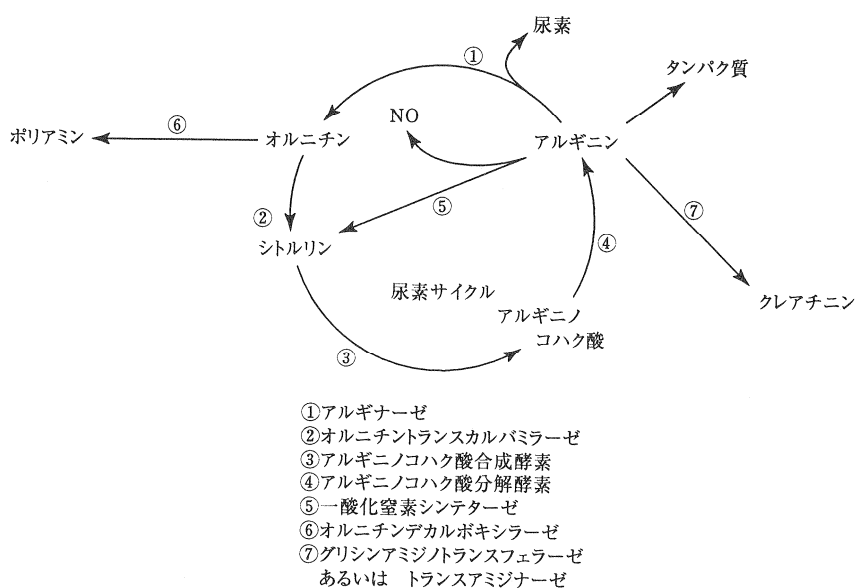 尿素
①
タンパク質
NO
ポリアミン
⑥
オルニチン
アルギニン
②
⑤
⑦
シトルリン
④
尿素サイクル
アルギニノ
コハク酸
クレアチニン
③
①アルギナーゼ
②オルニチントランスカルバミラーゼ
③アルギニノコハク酸合成酵素
④アルギニノコハク酸分解酵素
⑤一酸化窒素シンテターゼ
⑥オルニチンデカルボキシラーゼ
⑦グリシンアミジノトランスフェラーゼ
あるいは トランスアミジナーゼ